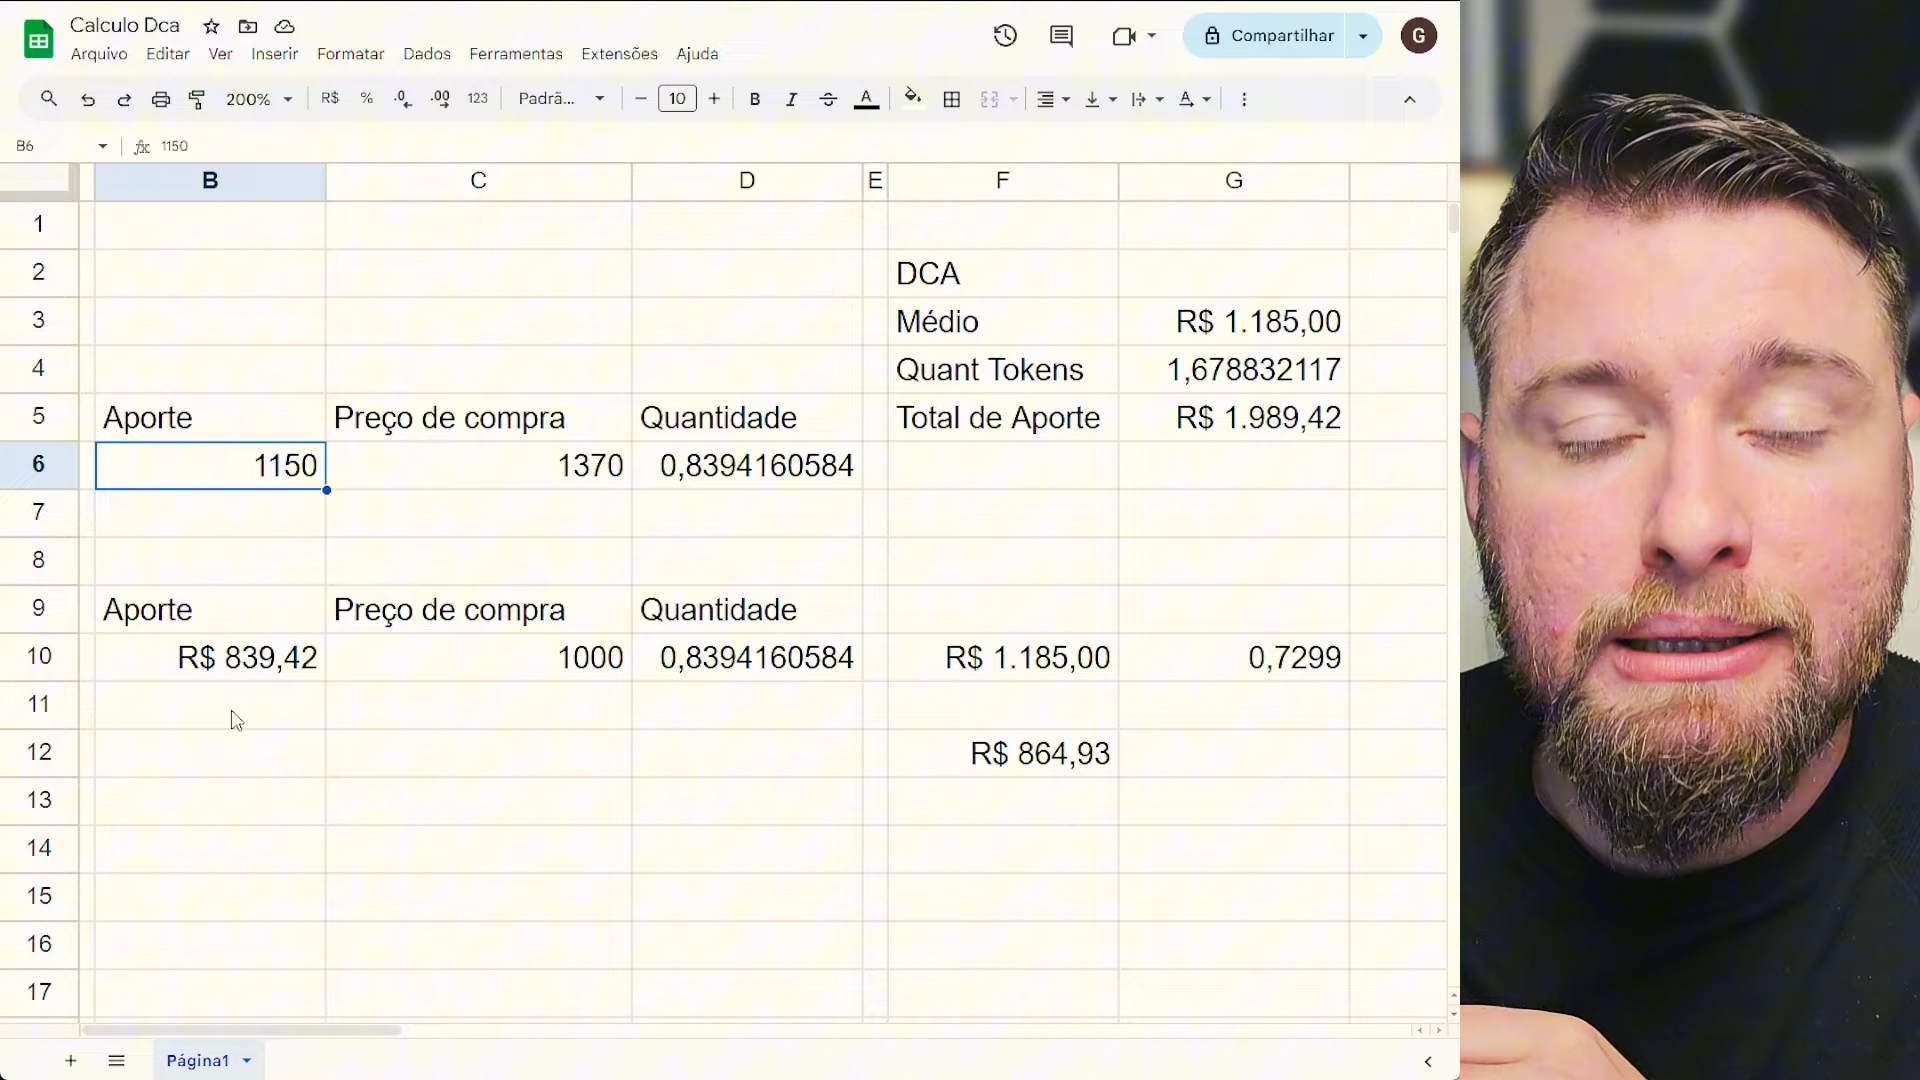 Calculo Dca
Arquivo Editar Ver Inserir Formatar Dados Ferramentas Extensões Ajuda
Compartilhar
G
200% R$ % .0 .00 123 Padrã... 10 B I A A
B6 fx 1150
B C D E F G
1
2 DCA
3 Médio R$ 1.185,00
4 Quant Tokens 1,678832117
5 Aporte Preço de compra Quantidade Total de Aporte R$ 1.989,42
6 1150 1370 0,8394160584
7
8
9 Aporte Preço de compra Quantidade
10 R$ 839,42 1000 0,8394160584 R$ 1.185,00 0,7299
11
12 R$ 864,93
13
14
15
16
17
Página1